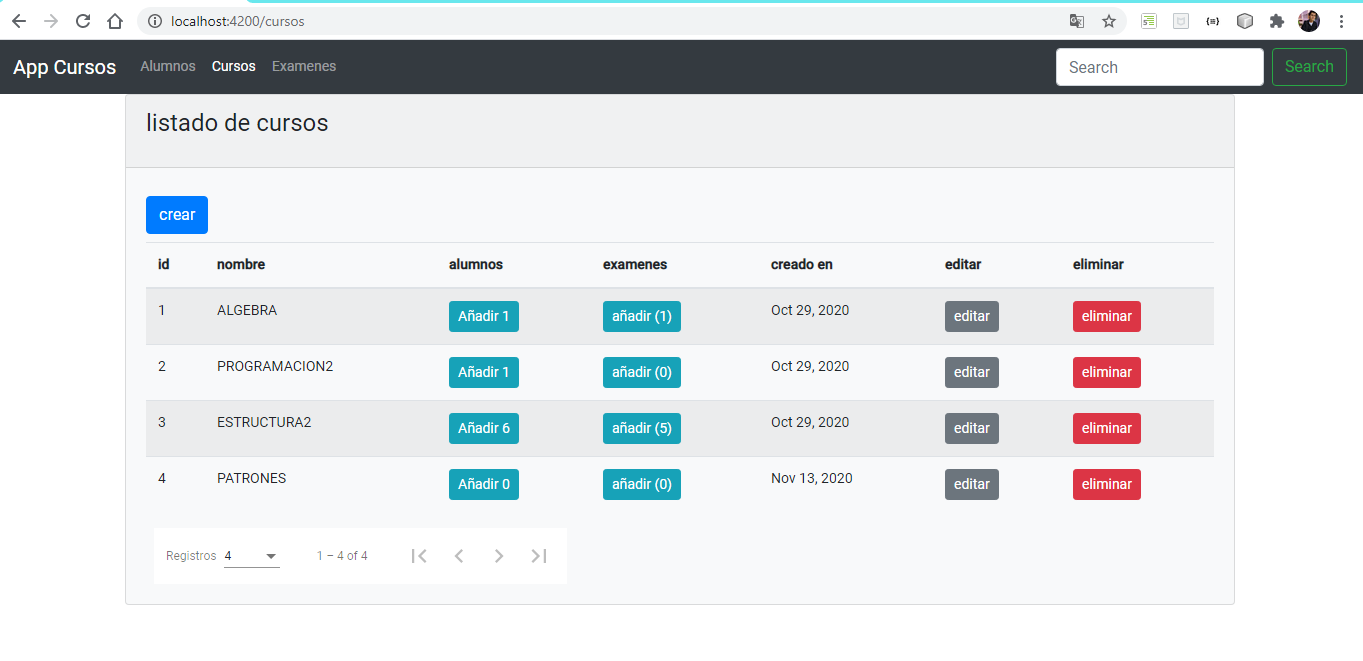 localhost:4200/cursos
App Cursos Alumnos Cursos Examenes Search Search
listado de cursos
crear
id nombre alumnos examenes creado en editar eliminar
1 ALGEBRA Añadir 1 añadir (1) Oct 29, 2020 editar eliminar
2 PROGRAMACION2 Añadir 1 añadir (0) Oct 29, 2020 editar eliminar
3 ESTRUCTURA2 Añadir 6 añadir (5) Oct 29, 2020 editar eliminar
4 PATRONES Añadir 0 añadir (0) Nov 13, 2020 editar eliminar
Registros 4 1 – 4 of 4